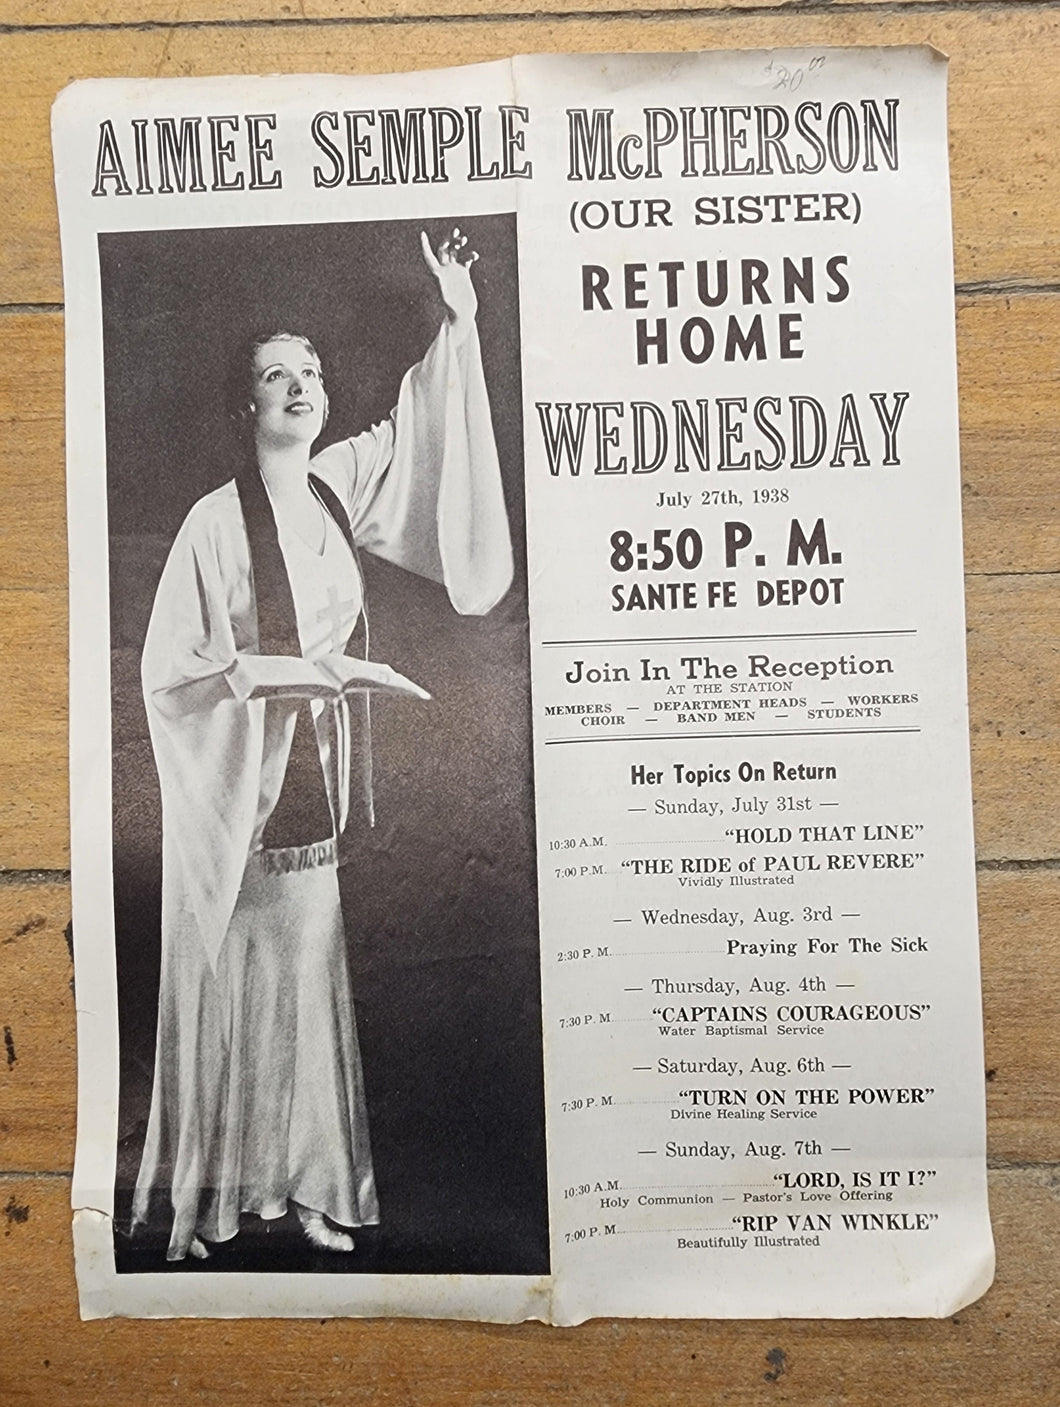 $20.00
AIMEE SEMPLE McPHERSON
(OUR SISTER)
RETURNS
HOME
WEDNESDAY
July 27th, 1938
8:50 P. M.
SANTE FE DEPOT
Join In The Reception
AT THE STATION
MEMBERS — DEPARTMENT HEADS — WORKERS
CHOIR — BAND MEN — STUDENTS
Her Topics On Return
— Sunday, July 31st —
10:30 A.M. "HOLD THAT LINE"
7:00 P.M. "THE RIDE of PAUL REVERE"
Vividly Illustrated
— Wednesday, Aug. 3rd —
2:30 P. M. Praying For The Sick
— Thursday, Aug. 4th —
7:30 P. M. "CAPTAINS COURAGEOUS"
Water Baptismal Service
— Saturday, Aug. 6th —
7:30 P. M. "TURN ON THE POWER"
Divine Healing Service
— Sunday, Aug. 7th —
10:30 A.M. "LORD, IS IT I?"
Holy Communion — Pastor's Love Offering
7:00 P. M. "RIP VAN WINKLE"
Beautifully Illustrated